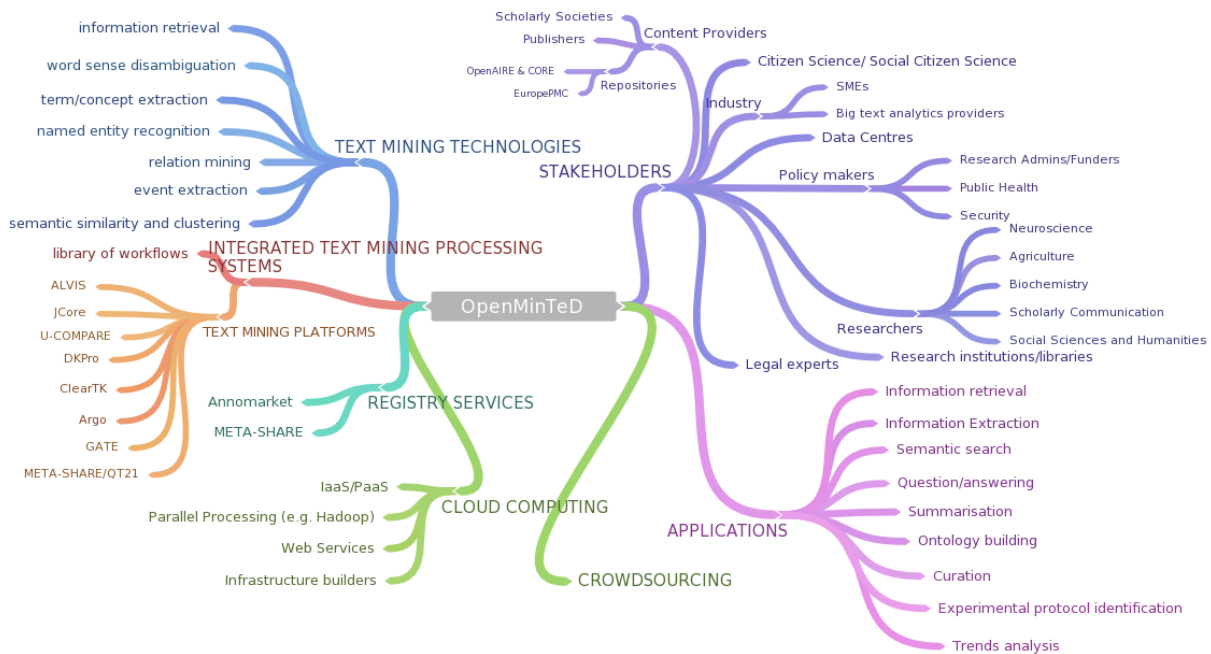 information retrieval
word sense disambiguation
term/concept extraction
named entity recognition
relation mining
event extraction
semantic similarity and clustering
TEXT MINING TECHNOLOGIES
library of workflows
INTEGRATED TEXT MINING PROCESSING
SYSTEMS
ALVIS
JCore
U-COMPARE
DKPro
ClearTK
Argo
GATE
META-SHARE/QT21
TEXT MINING PLATFORMS
Annomarket
META-SHARE
REGISTRY SERVICES
IaaS/PaaS
Parallel Processing (e.g. Hadoop)
Web Services
Infrastructure builders
CLOUD COMPUTING
OpenMinTeD
Scholarly Societies
Publishers
OpenAIRE & CORE
EuropePMC
Repositories
Content Providers
Citizen Science/ Social Citizen Science
Industry
SMEs
Big text analytics providers
Data Centres
STAKEHOLDERS
Policy makers
Research Admins/Funders
Public Health
Security
Neuroscience
Agriculture
Biochemistry
Scholarly Communication
Social Sciences and Humanities
Researchers
Research institutions/libraries
Legal experts
APPLICATIONS
Information retrieval
Information Extraction
Semantic search
Question/answering
Summarisation
Ontology building
Curation
Experimental protocol identification
Trends analysis
CROWDSOURCING